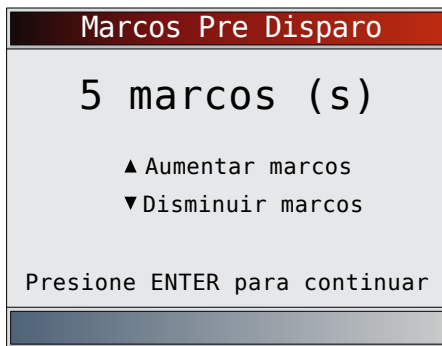 Marcos Pre Disparo
5 marcos (s)
▲ Aumentar marcos
▼ Disminuir marcos
Presione ENTER para continuar